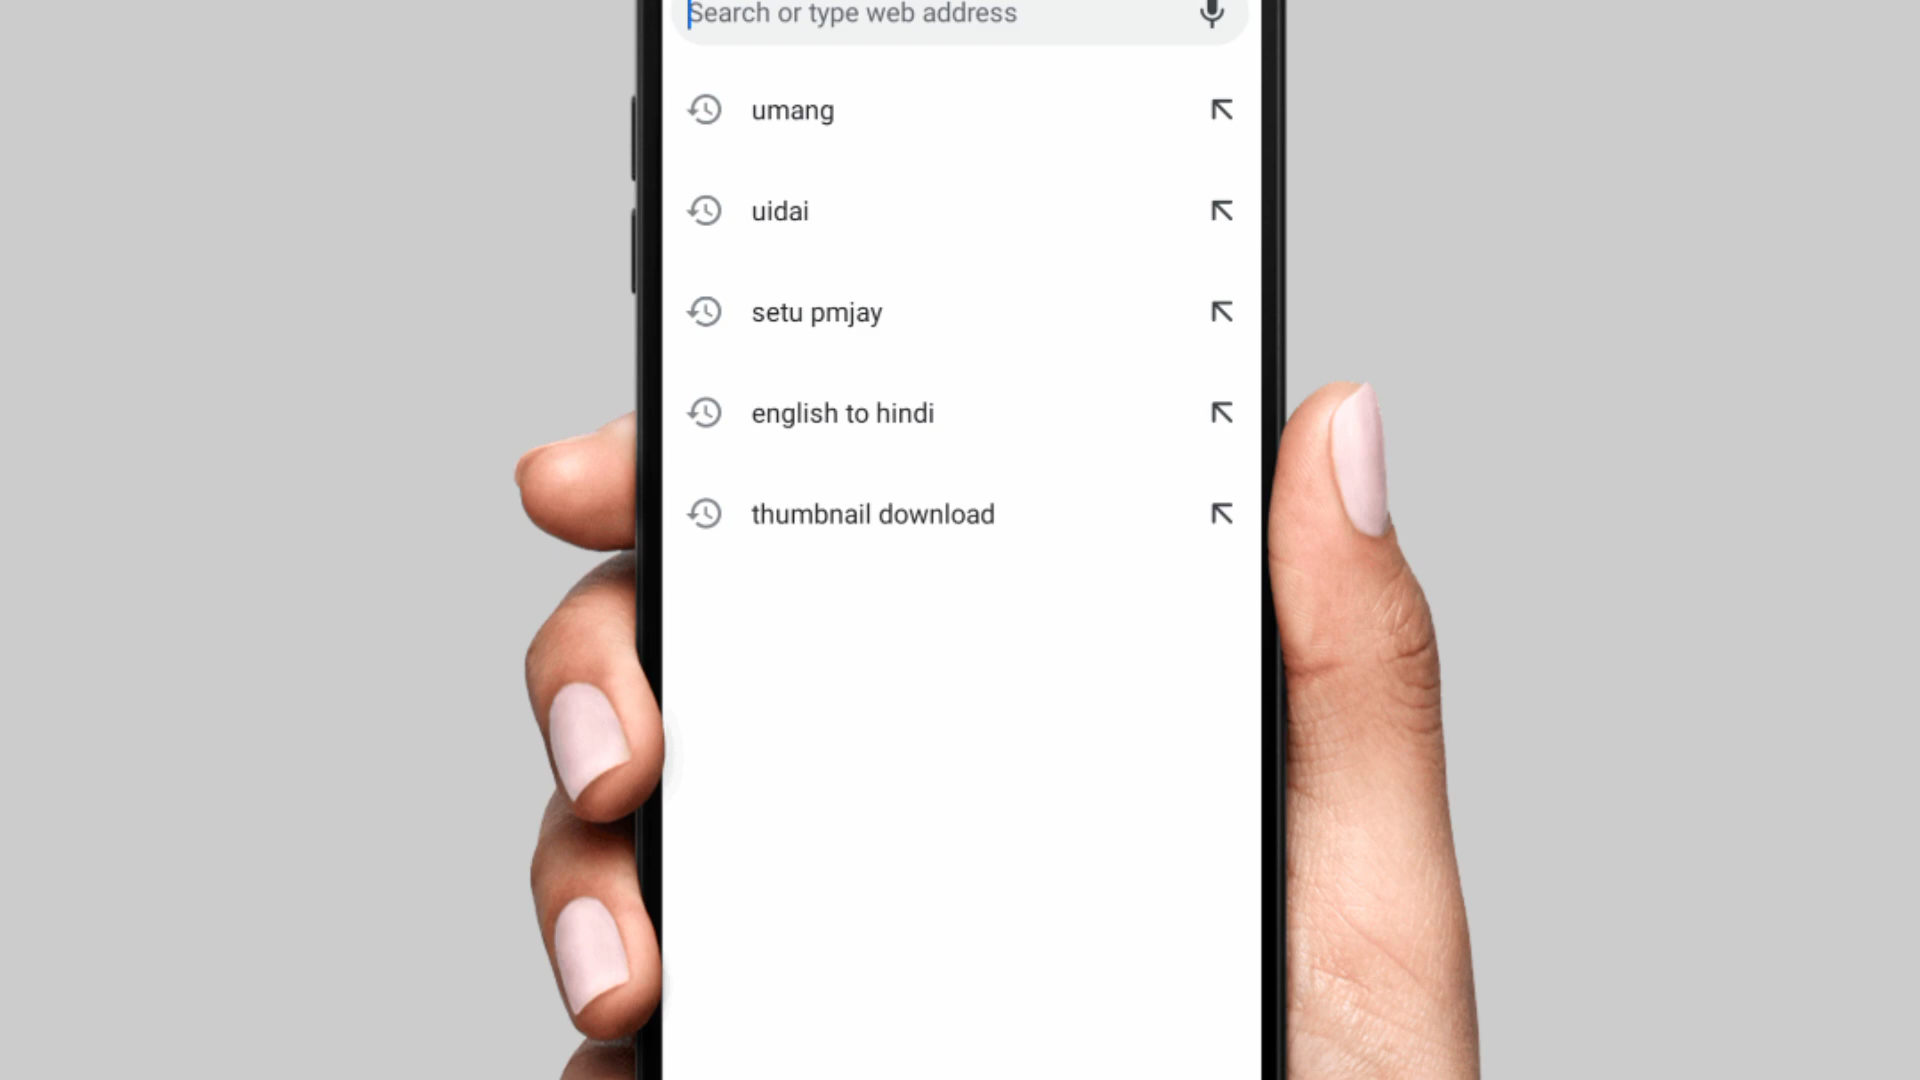 Search or type web address
umang
uidai
setu pmjay
english to hindi
thumbnail download